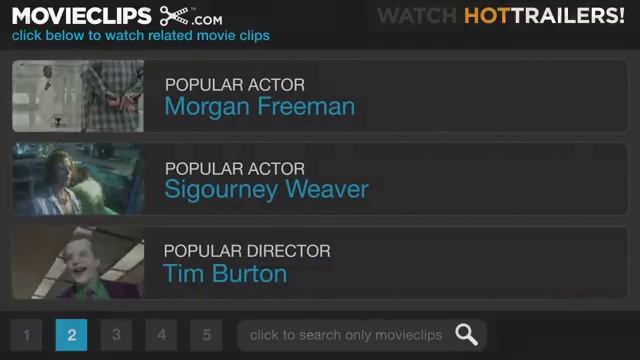 MOVIECLIPS .COM
WATCH HOTTRAILERS!
click below to watch related movie clips
POPULAR ACTOR
Morgan Freeman
POPULAR ACTOR
Sigourney Weaver
POPULAR DIRECTOR
Tim Burton
1 2 3 4 5
click to search only movieclips